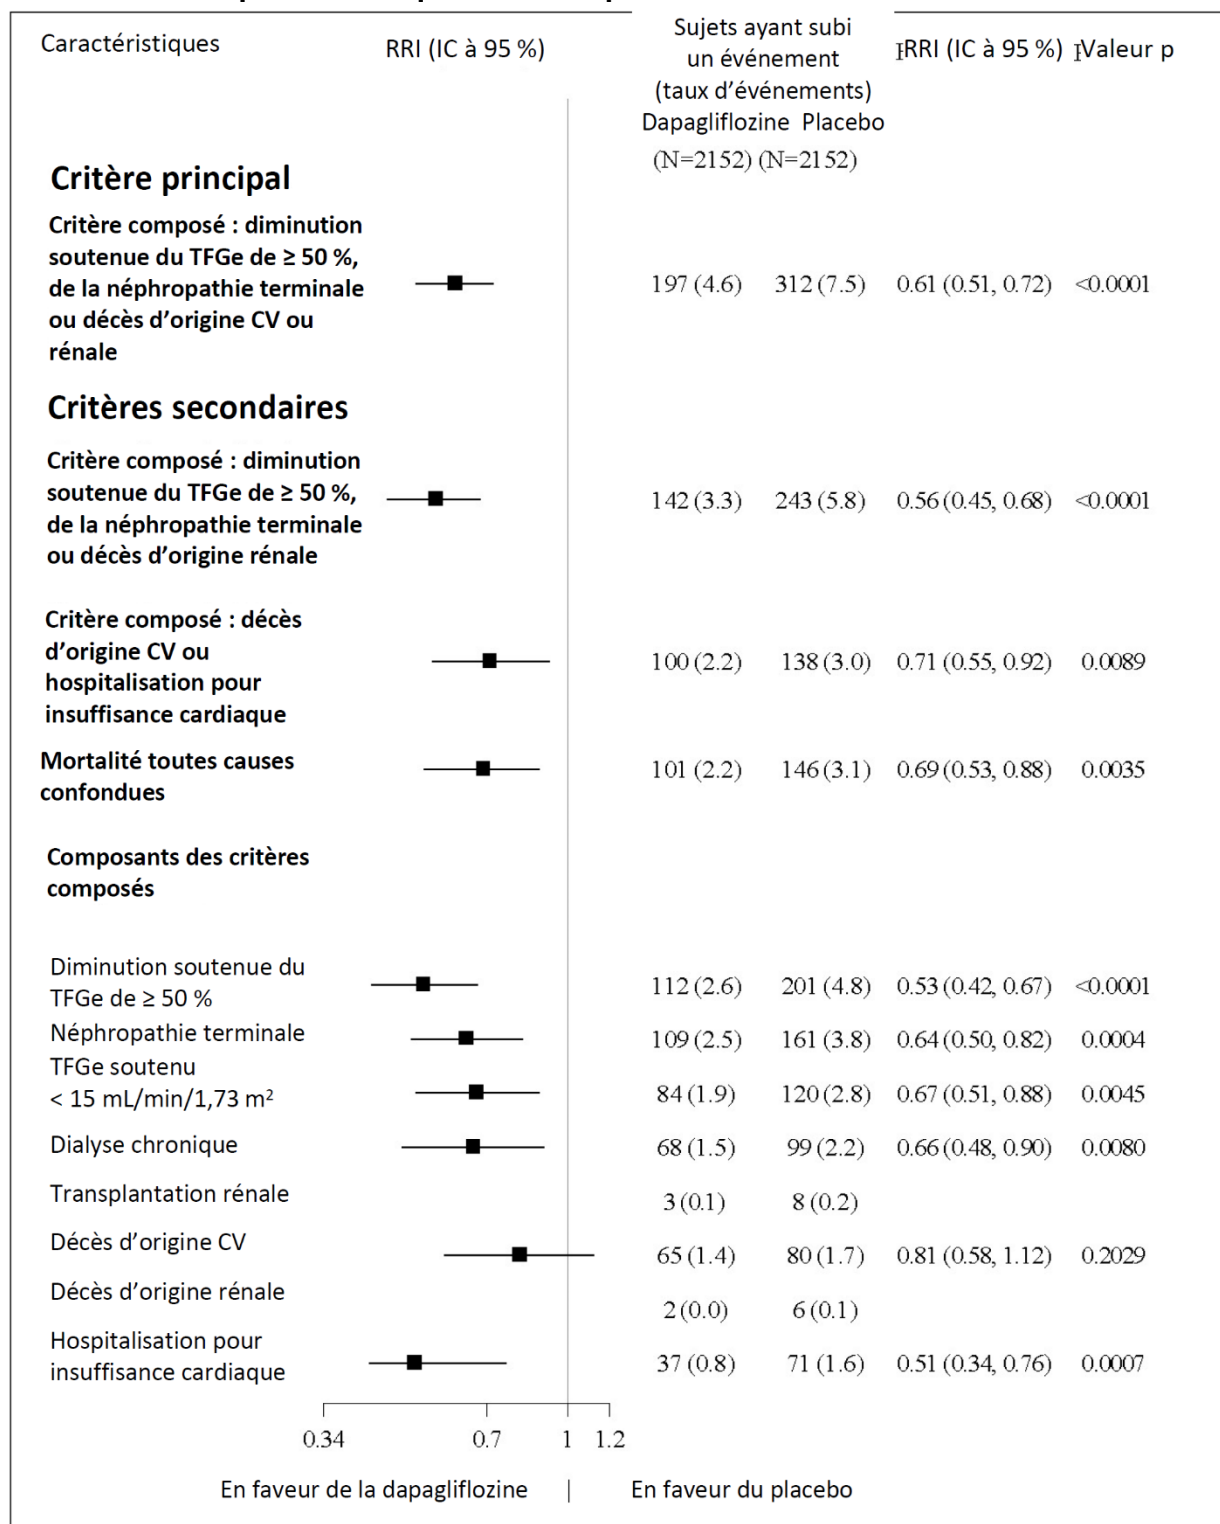 Caractéristiques
RRI (IC à 95 %)
Sujets ayant subi
un événement
(taux d’événements)
Dapagliflozine Placebo
(N=2152) (N=2152)
RRI (IC à 95 %)
Valeur p
Critère principal
Critère composé : diminution
soutenue du TFGe de ≥ 50 %,
de la néphropathie terminale
ou décès d’origine CV ou
rénale
197 (4.6) 312 (7.5) 0.61 (0.51, 0.72) <0.0001
Critères secondaires
Critère composé : diminution
soutenue du TFGe de ≥ 50 %,
de la néphropathie terminale
ou décès d’origine rénale
142 (3.3) 243 (5.8) 0.56 (0.45, 0.68) <0.0001
Critère composé : décès
d’origine CV ou
hospitalisation pour
insuffisance cardiaque
100 (2.2) 138 (3.0) 0.71 (0.55, 0.92) 0.0089
Mortalité toutes causes
confondues
101 (2.2) 146 (3.1) 0.69 (0.53, 0.88) 0.0035
Composants des critères
composés
Diminution soutenue du
TFGe de ≥ 50 %
112 (2.6) 201 (4.8) 0.53 (0.42, 0.67) <0.0001
Néphropathie terminale
109 (2.5) 161 (3.8) 0.64 (0.50, 0.82) 0.0004
TFGe soutenu
< 15 mL/min/1,73 m²
84 (1.9) 120 (2.8) 0.67 (0.51, 0.88) 0.0045
Dialyse chronique
68 (1.5) 99 (2.2) 0.66 (0.48, 0.90) 0.0080
Transplantation rénale
3 (0.1) 8 (0.2)
Décès d’origine CV
65 (1.4) 80 (1.7) 0.81 (0.58, 1.12) 0.2029
Décès d’origine rénale
2 (0.0) 6 (0.1)
Hospitalisation pour
insuffisance cardiaque
37 (0.8) 71 (1.6) 0.51 (0.34, 0.76) 0.0007
0.34 0.7 1 1.2
En faveur de la dapagliflozine | En faveur du placebo